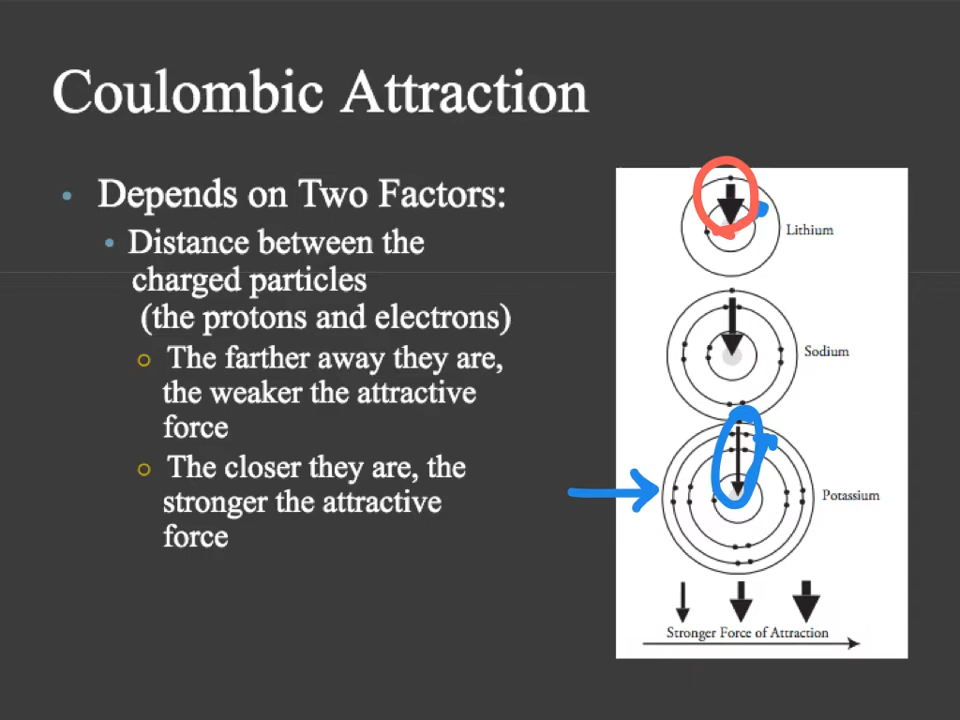 Coulombic Attraction
• Depends on Two Factors:
• Distance between the
charged particles
(the protons and electrons)
○ The farther away they are,
the weaker the attractive
force
○ The closer they are, the
stronger the attractive
force
Lithium
Sodium
Potassium
Stronger Force of Attraction